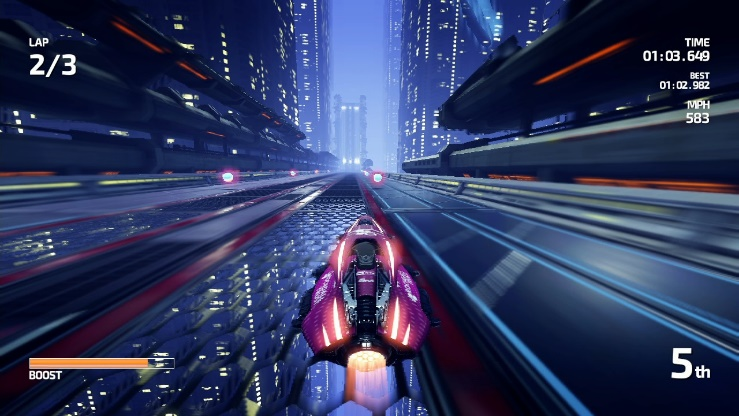 LAP
2/3
TIME
01:03.649
BEST
01:02.982
MPH
583
BOOST
5th